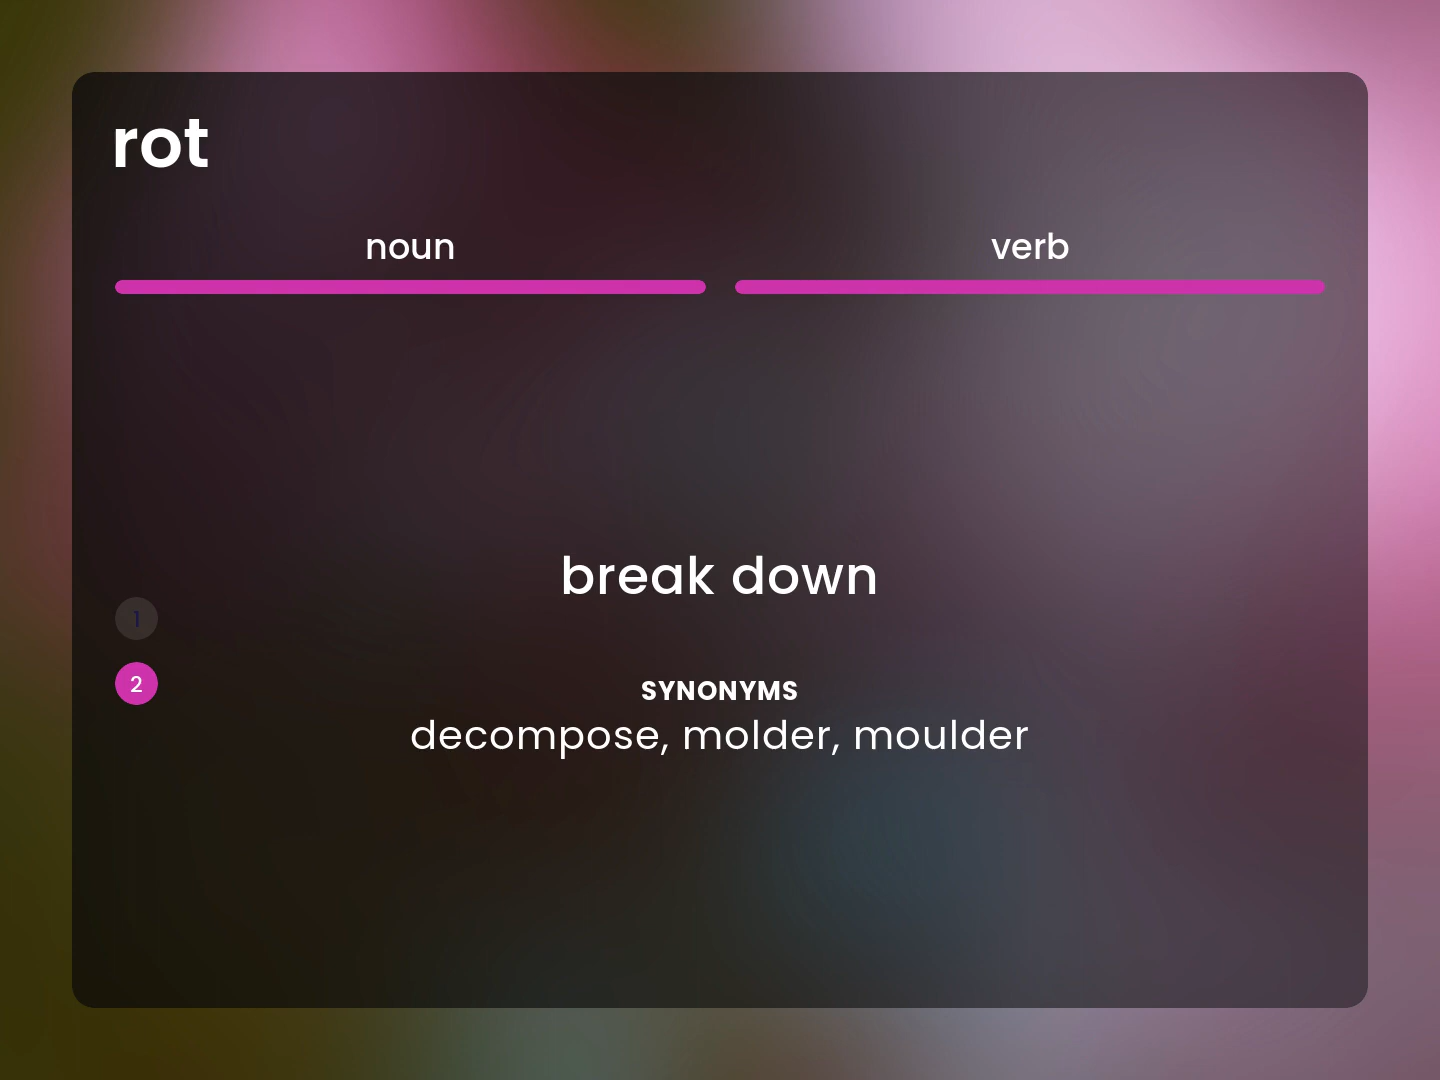 rot
noun
verb
break down
1
2
SYNONYMS
decompose, molder, moulder